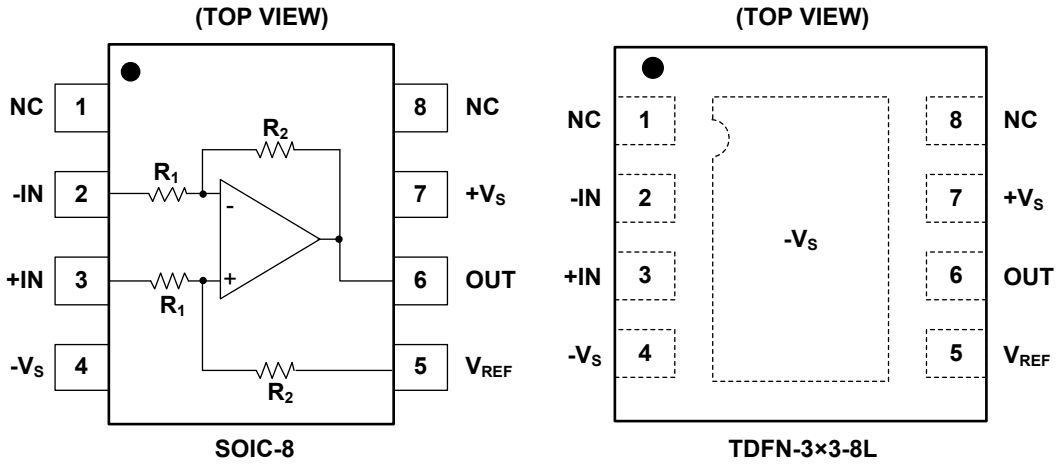 (TOP VIEW)
NC 1 8 NC
-IN 2 7 +VS
+IN 3 6 OUT
-VS 4 5 VREF
R2
R1
-
+
R1
R2
SOIC-8
(TOP VIEW)
NC 1 8 NC
-IN 2 7 +VS
-VS
+IN 3 6 OUT
-VS 4 5 VREF
TDFN-3×3-8L